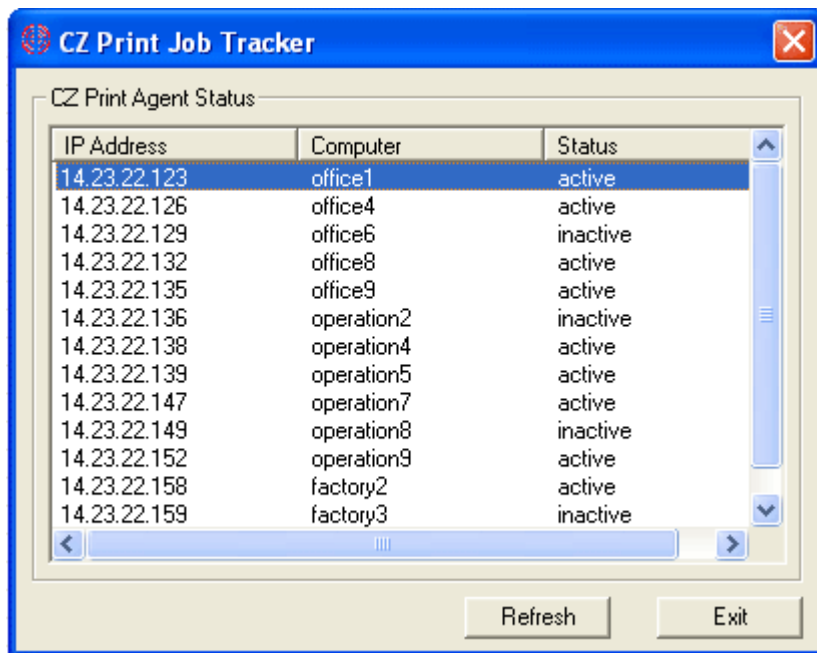 CZ Print Job Tracker
CZ Print Agent Status
IP Address Computer Status
14.23.22.123 office1 active
14.23.22.126 office4 active
14.23.22.129 office6 inactive
14.23.22.132 office8 active
14.23.22.135 office9 active
14.23.22.136 operation2 inactive
14.23.22.138 operation4 active
14.23.22.139 operation5 active
14.23.22.147 operation7 active
14.23.22.149 operation8 inactive
14.23.22.152 operation9 active
14.23.22.158 factory2 active
14.23.22.159 factory3 inactive
Refresh Exit